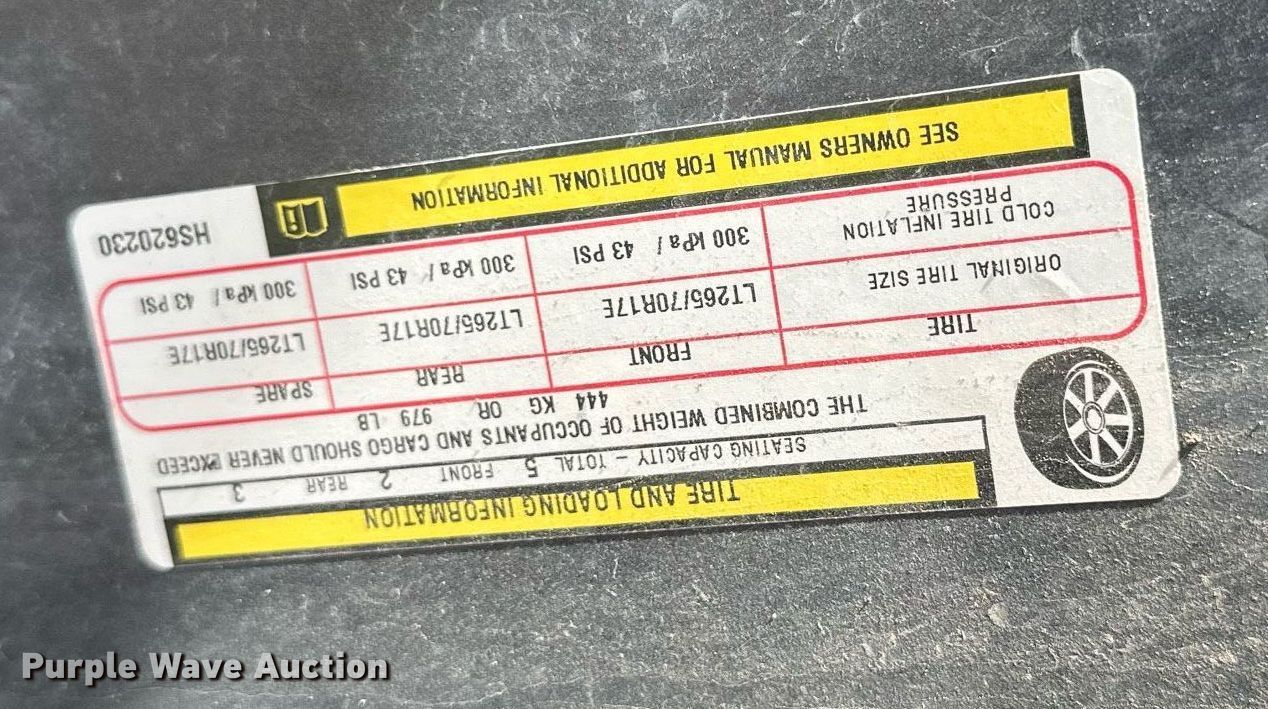 TIRE AND LOADING INFORMATION
SEATING CAPACITY – TOTAL 5 FRONT 2 REAR 3
THE COMBINED WEIGHT OF OCCUPANTS AND CARGO SHOULD NEVER EXCEED
444 KG OR 979 LB
TIRE FRONT REAR SPARE
ORIGINAL TIRE SIZE LT265/70R17E LT265/70R17E LT265/70R17E
COLD TIRE INFLATION PRESSURE 300 kPa / 43 PSI 300 kPa / 43 PSI 300 kPa / 43 PSI
SEE OWNERS MANUAL FOR ADDITIONAL INFORMATION
HS620230
Purple Wave Auction